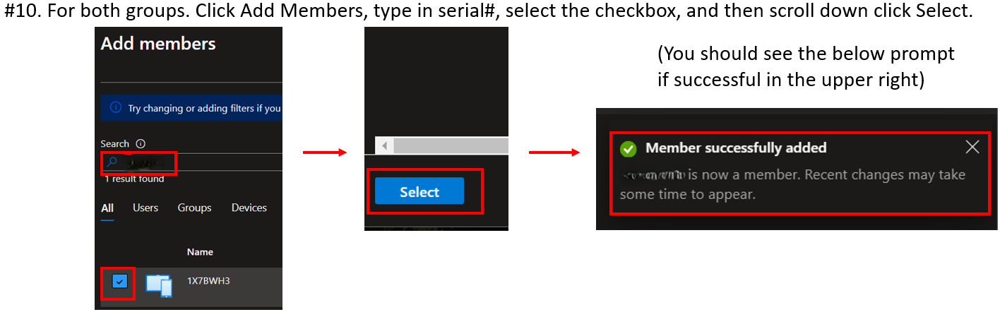 #10. For both groups. Click Add Members, type in serial#, select the checkbox, and then scroll down click Select.
Add members
Try changing or adding filters if you
Search
1 result found
All Users Groups Devices
Name
1X7BWH3
Select
(You should see the below prompt
if successful in the upper right)
Member successfully added
is now a member. Recent changes may take
some time to appear.